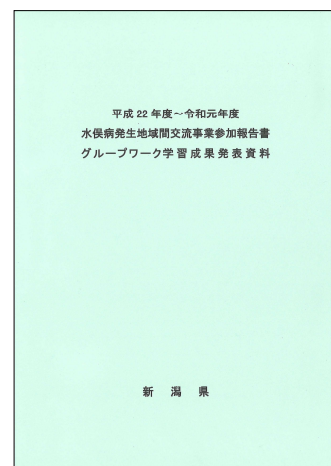 平成 22 年度～令和元年度
水俣病発生地域間交流事業参加報告書
グループワーク学習成果発表資料
新潟県